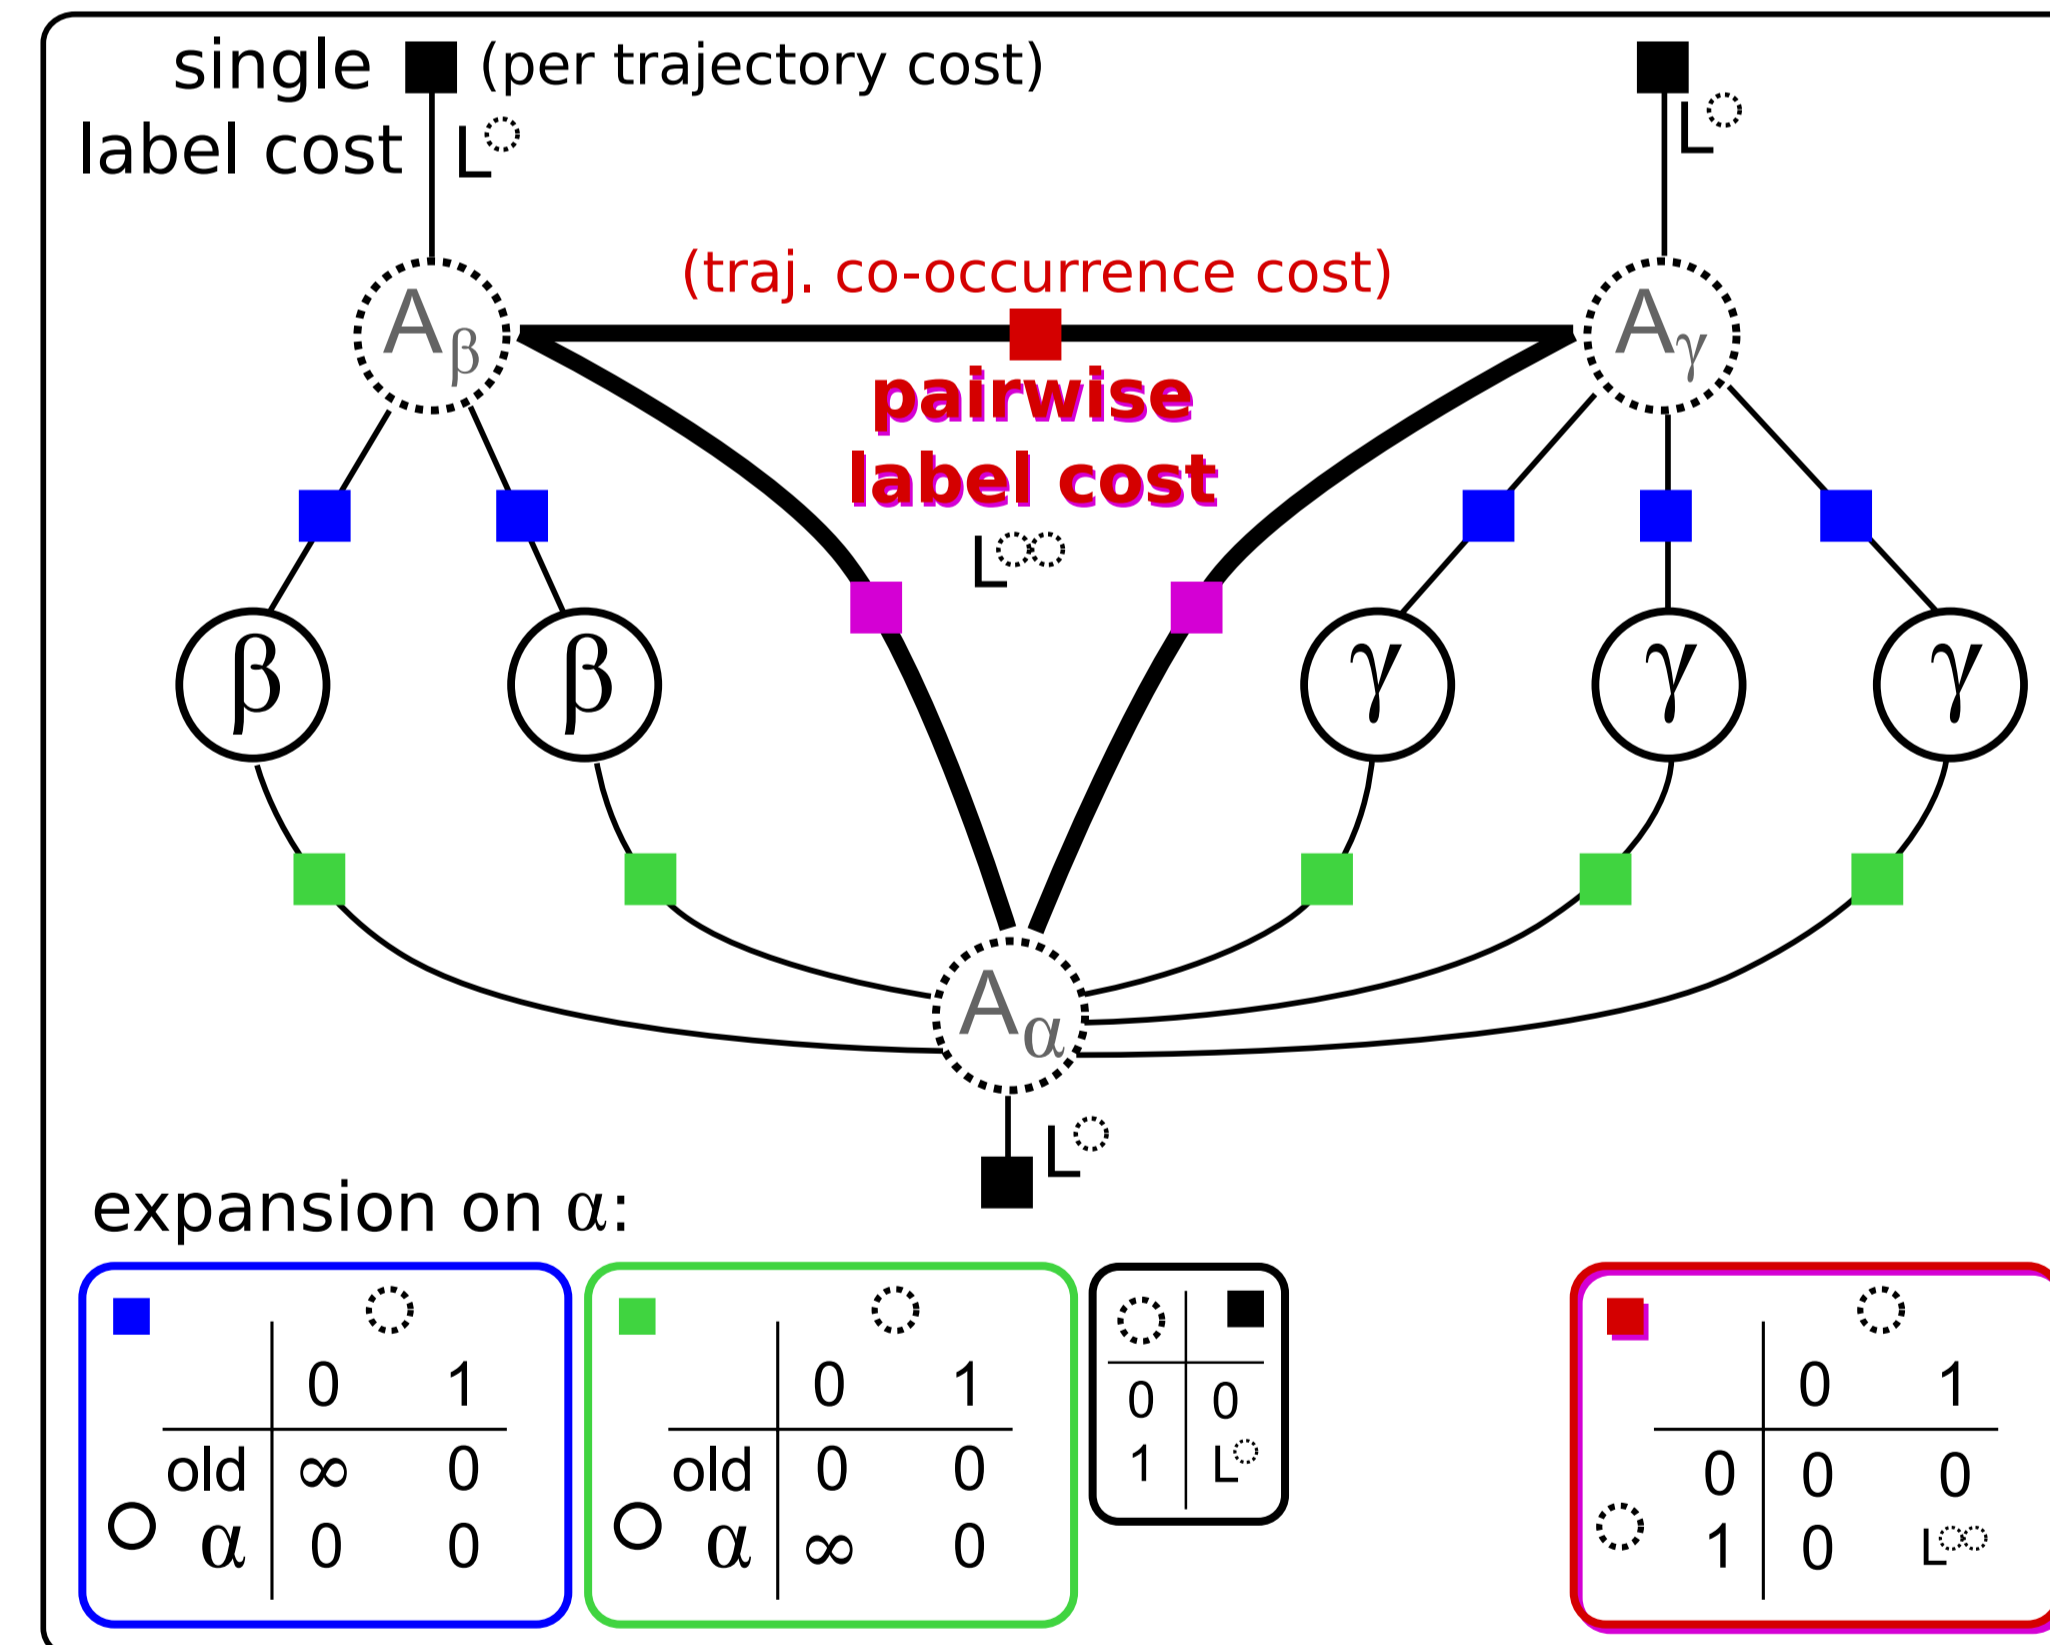 single (per trajectory cost)
label cost L◌
L◌
(traj. co-occurrence cost)
Aβ Aγ
pairwise
label cost
L◌◌
β β γ γ γ
Aα
L◌
expansion on α:
0 1
old ∞ 0
α 0 0
0 1
old 0 0
α ∞ 0
0 0
1 L◌
0 1
0 0 0
1 0 L◌◌